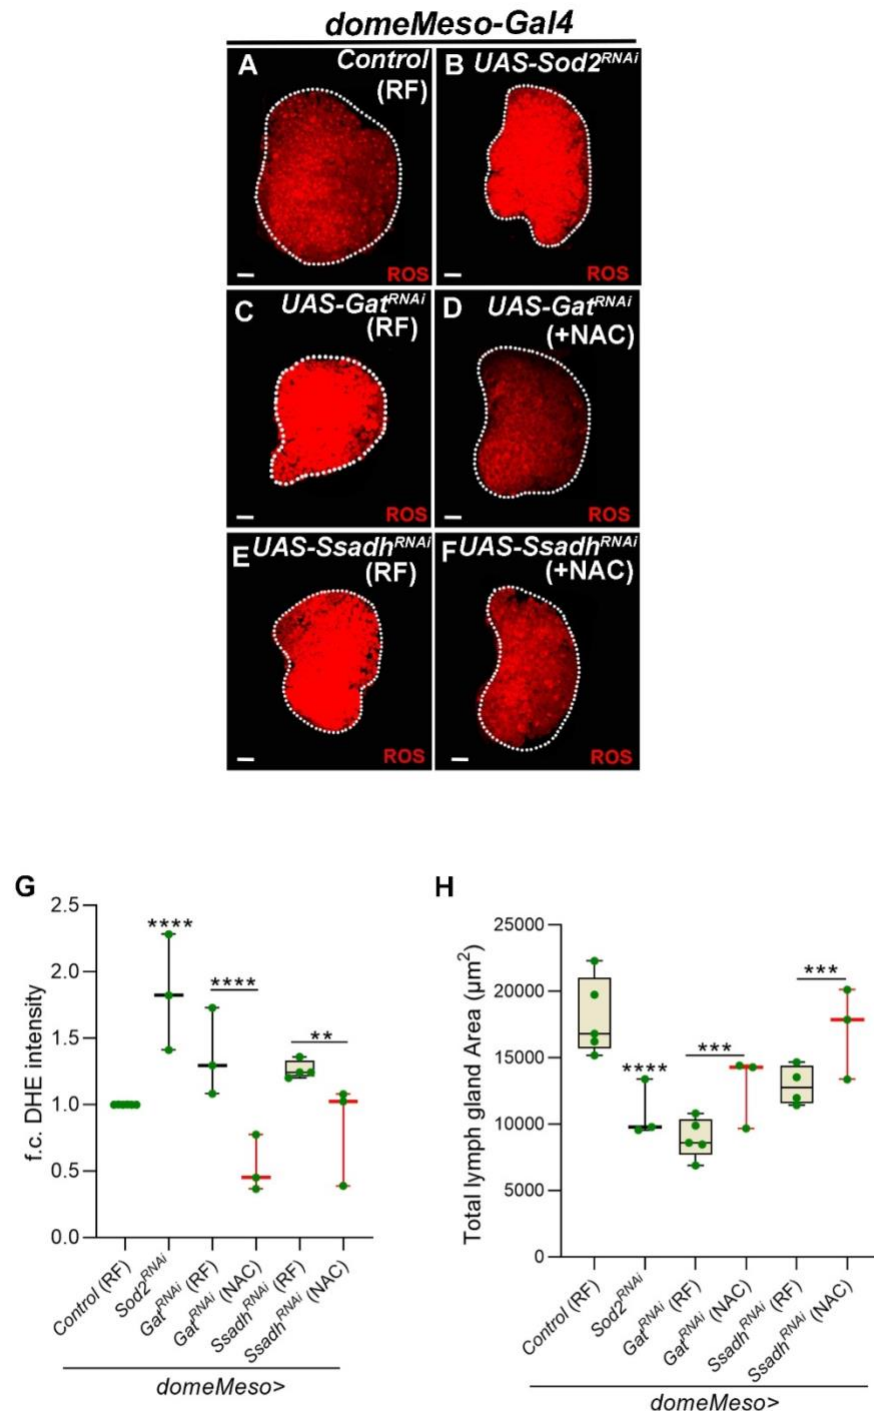 domeMeso-Gal4
A Control
(RF)
ROS
B UAS-Sod2RNAi
ROS
C UAS-GatRNAi
(RF)
ROS
D UAS-GatRNAi
(+NAC)
ROS
E UAS-SsadhRNAi
(RF)
ROS
F UAS-SsadhRNAi
(+NAC)
ROS
G
f.c. DHE intensity
2.5
2.0
1.5
1.0
0.5
0.0
****
****
**
Control (RF)
Sod2RNAi
GatRNAi (RF)
GatRNAi (NAC)
SsadhRNAi (RF)
SsadhRNAi (NAC)
domeMeso>
H
Total lymph gland Area (μm2)
25000
20000
15000
10000
5000
0
****
***
***
Control (RF)
Sod2RNAi
GatRNAi (RF)
GatRNAi (NAC)
SsadhRNAi (RF)
SsadhRNAi (NAC)
domeMeso>